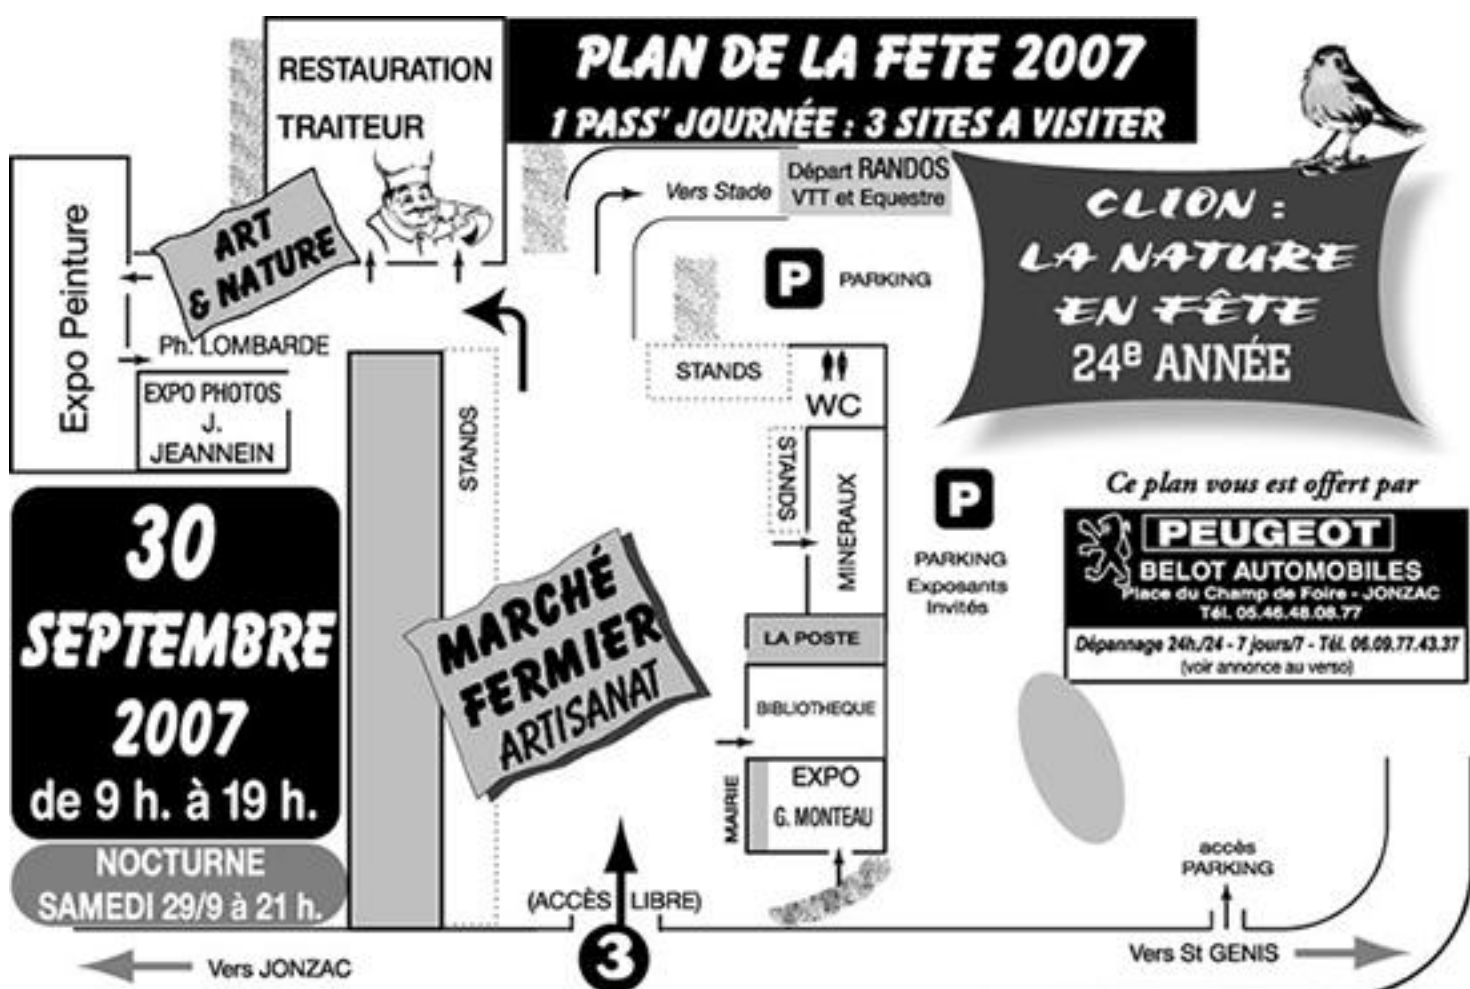 PLAN DE LA FETE 2007
1 PASS' JOURNÉE : 3 SITES A VISITER
RESTAURATION
TRAITEUR
ART
& NATURE
Expo Peinture
Ph. LOMBARDE
EXPO PHOTOS
J.
JEANNEIN
Vers Stade
Départ RANDOS
VTT et Equestre
P
PARKING
CLION :
LA NATURE
EN FÊTE
24e ANNÉE
STANDS
STANDS
WC
STANDS
MINERAUX
P
PARKING
Exposants
Invités
Ce plan vous est offert par
PEUGEOT
BELOT AUTOMOBILES
Place du Champ de Foire - JONZAC
Tél. 05.46.48.08.77
Dépannage 24h./24 - 7 jours/7 - Tél. 06.09.77.43.37
(voir annonce au verso)
30
SEPTEMBRE
2007
de 9 h. à 19 h.
NOCTURNE
SAMEDI 29/9 à 21 h.
MARCHÉ
FERMIER
ARTISANAT
LA POSTE
BIBLIOTHEQUE
MAIRIE
EXPO
G. MONTEAU
(ACCÈS LIBRE)
3
accès
PARKING
Vers JONZAC
Vers St GENIS